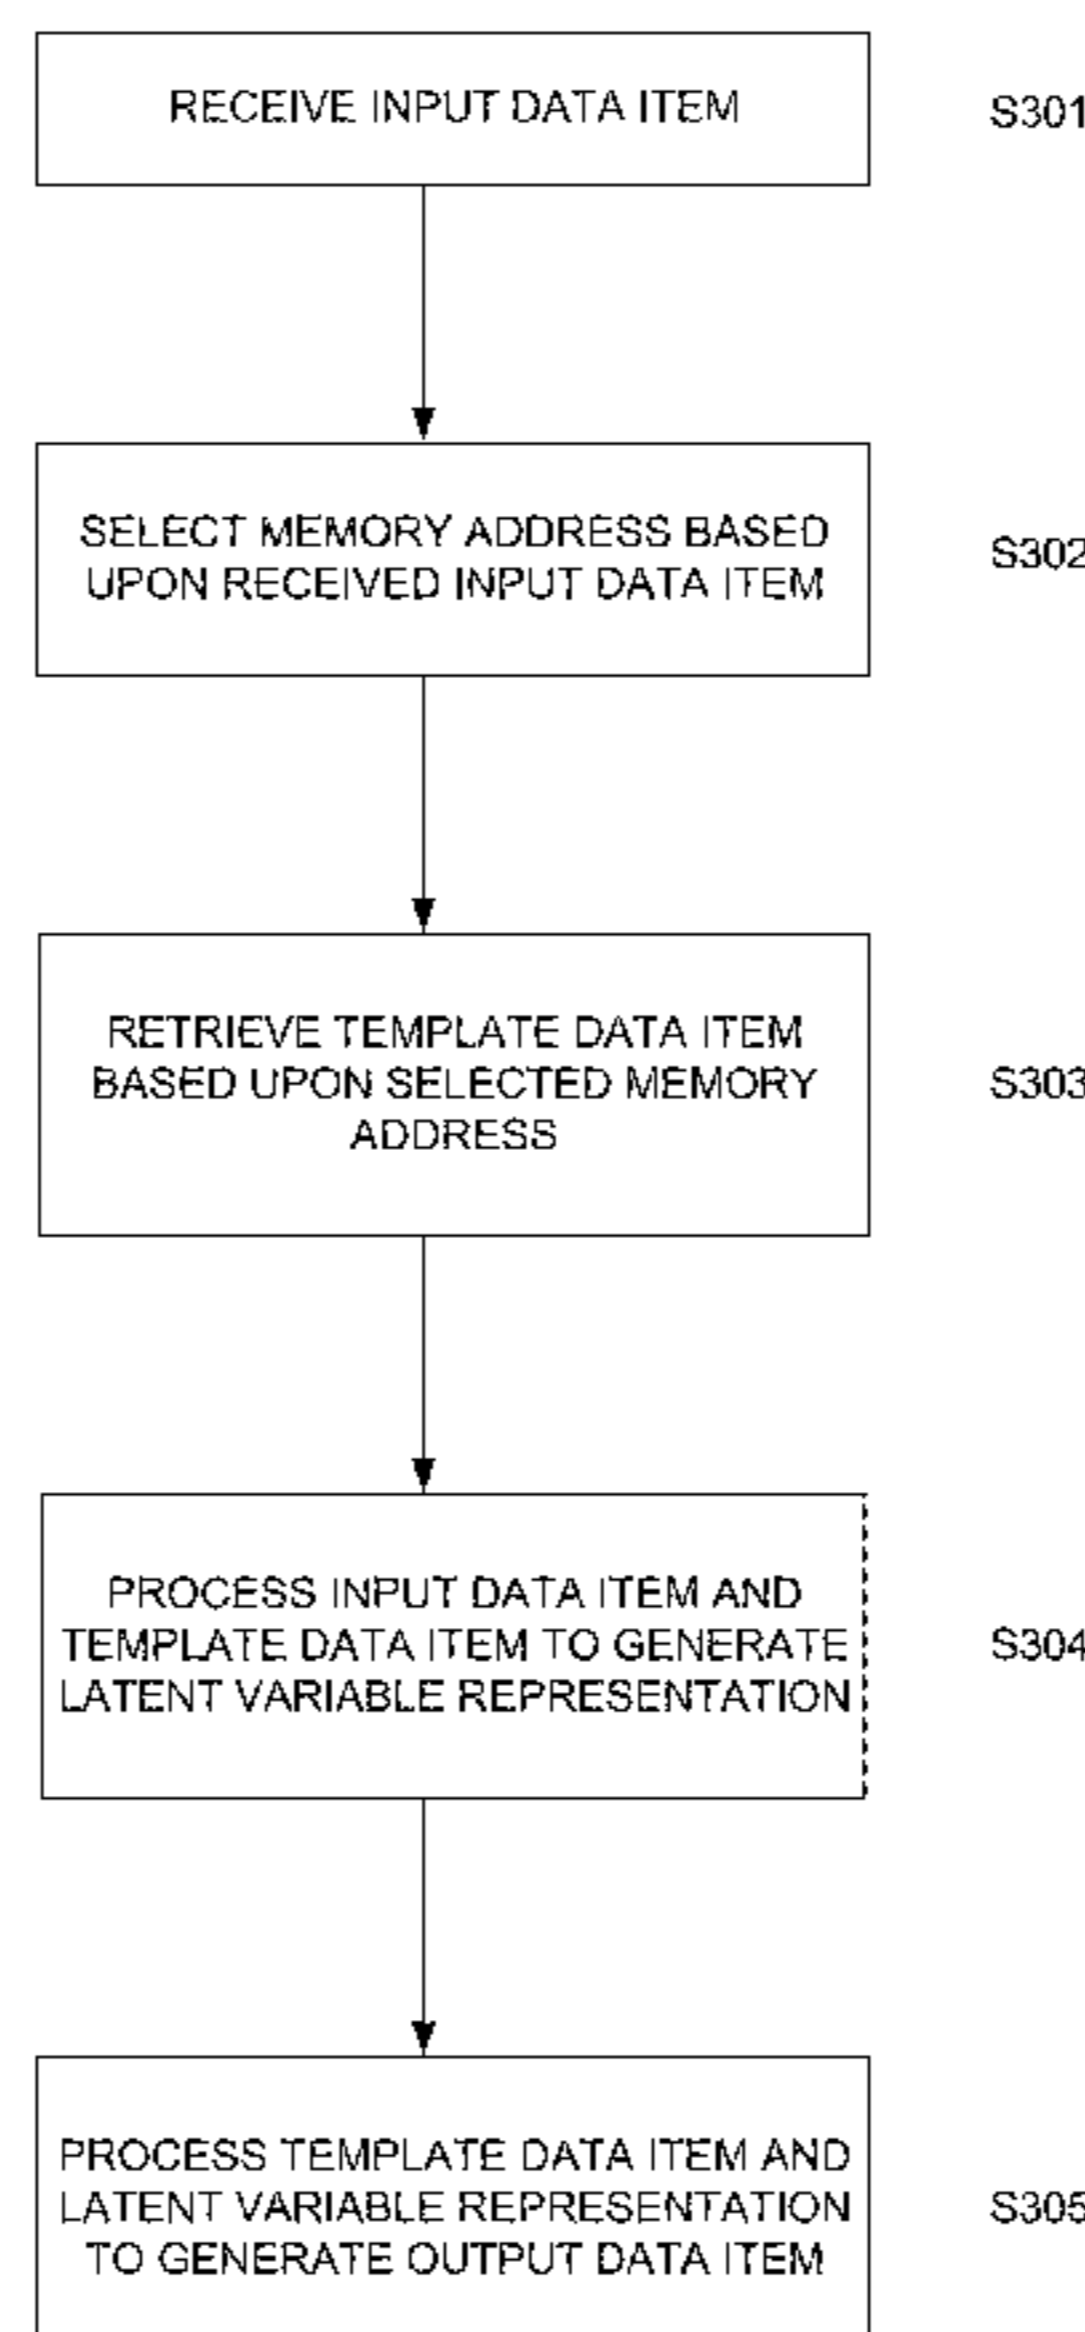 RECEIVE INPUT DATA ITEM
S301
SELECT MEMORY ADDRESS BASED
UPON RECEIVED INPUT DATA ITEM
S302
RETRIEVE TEMPLATE DATA ITEM
BASED UPON SELECTED MEMORY
ADDRESS
S303
PROCESS INPUT DATA ITEM AND
TEMPLATE DATA ITEM TO GENERATE
LATENT VARIABLE REPRESENTATION
S304
PROCESS TEMPLATE DATA ITEM AND
LATENT VARIABLE REPRESENTATION
TO GENERATE OUTPUT DATA ITEM
S305